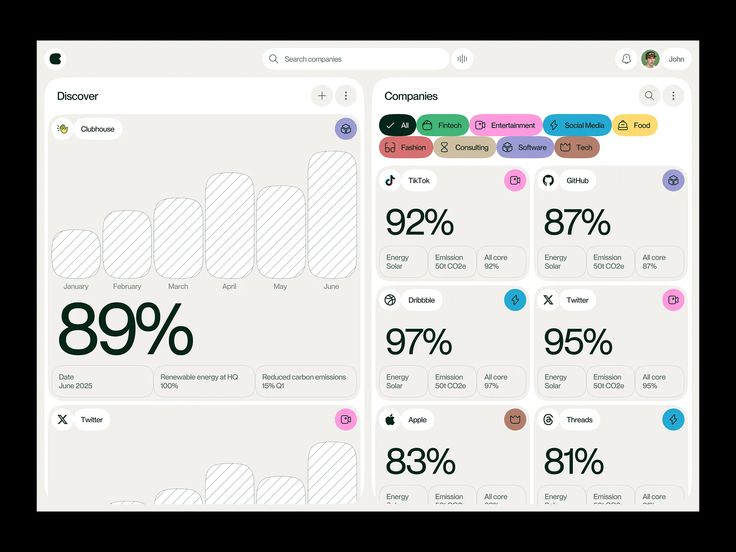 Search companies
John
Discover
Clubhouse
January February March April May June
89%
Date
June 2025
Renewable energy at HQ
100%
Reduced carbon emissions
15% Q1
Twitter
Companies
All Fintech Entertainment Social Media Food
Fashion Consulting Software Tech
TikTok
92%
Energy
Solar
Emission
50t CO2e
All core
92%
GitHub
87%
Energy
Solar
Emission
50t CO2e
All core
87%
Dribbble
97%
Energy
Solar
Emission
50t CO2e
All core
97%
Twitter
95%
Energy
Solar
Emission
50t CO2e
All core
95%
Apple
83%
Energy
Emission
All core
Threads
81%
Energy
Emission
All core